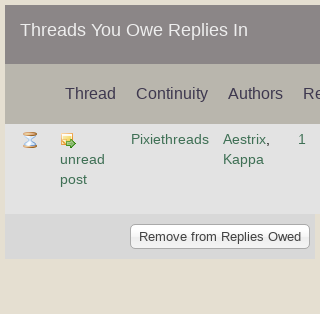 Threads You Owe Replies In
Thread Continuity Authors Re
unread Pixiethreads Aestrix, 1
post Kappa
Remove from Replies Owed